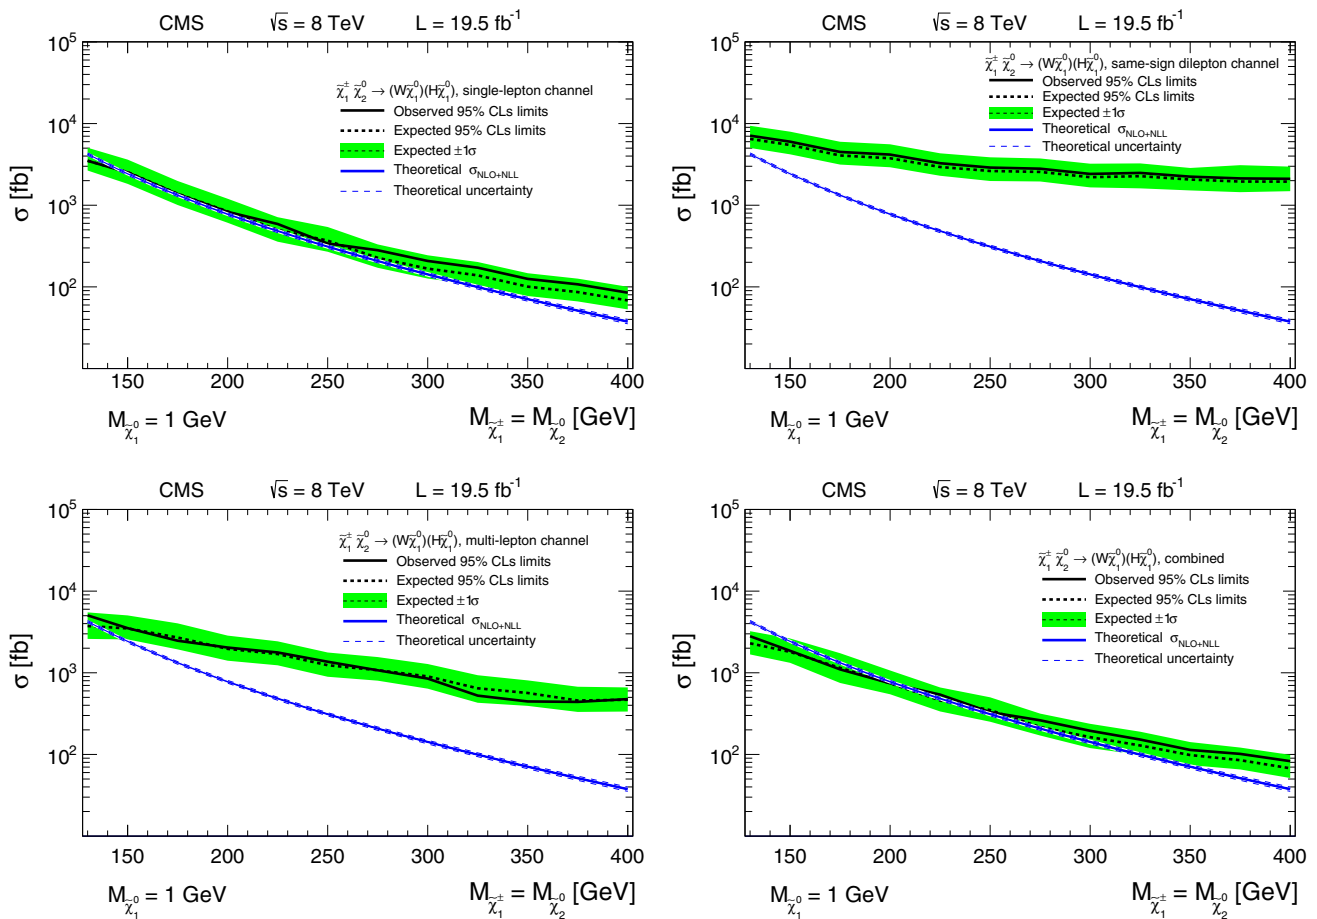 CMS √s = 8 TeV L = 19.5 fb⁻¹
σ [fb]
10⁵
10⁴
10³
10²
χ̃₁± χ̃₂⁰ → (Wχ̃₁⁰)(Hχ̃₁⁰), single-lepton channel
Observed 95% CLs limits
Expected 95% CLs limits
Expected ±1σ
Theoretical σ_NLO+NLL
Theoretical uncertainty
150 200 250 300 350 400
M_χ̃₁⁰ = 1 GeV M_χ̃₁± = M_χ̃₂⁰ [GeV]
CMS √s = 8 TeV L = 19.5 fb⁻¹
σ [fb]
10⁵
10⁴
10³
10²
χ̃₁± χ̃₂⁰ → (Wχ̃₁⁰)(Hχ̃₁⁰), same-sign dilepton channel
Observed 95% CLs limits
Expected 95% CLs limits
Expected ±1σ
Theoretical σ_NLO+NLL
Theoretical uncertainty
150 200 250 300 350 400
M_χ̃₁⁰ = 1 GeV M_χ̃₁± = M_χ̃₂⁰ [GeV]
CMS √s = 8 TeV L = 19.5 fb⁻¹
σ [fb]
10⁵
10⁴
10³
10²
χ̃₁± χ̃₂⁰ → (Wχ̃₁⁰)(Hχ̃₁⁰), multi-lepton channel
Observed 95% CLs limits
Expected 95% CLs limits
Expected ±1σ
Theoretical σ_NLO+NLL
Theoretical uncertainty
150 200 250 300 350 400
M_χ̃₁⁰ = 1 GeV M_χ̃₁± = M_χ̃₂⁰ [GeV]
CMS √s = 8 TeV L = 19.5 fb⁻¹
σ [fb]
10⁵
10⁴
10³
10²
χ̃₁± χ̃₂⁰ → (Wχ̃₁⁰)(Hχ̃₁⁰), combined
Observed 95% CLs limits
Expected 95% CLs limits
Expected ±1σ
Theoretical σ_NLO+NLL
Theoretical uncertainty
150 200 250 300 350 400
M_χ̃₁⁰ = 1 GeV M_χ̃₁± = M_χ̃₂⁰ [GeV]